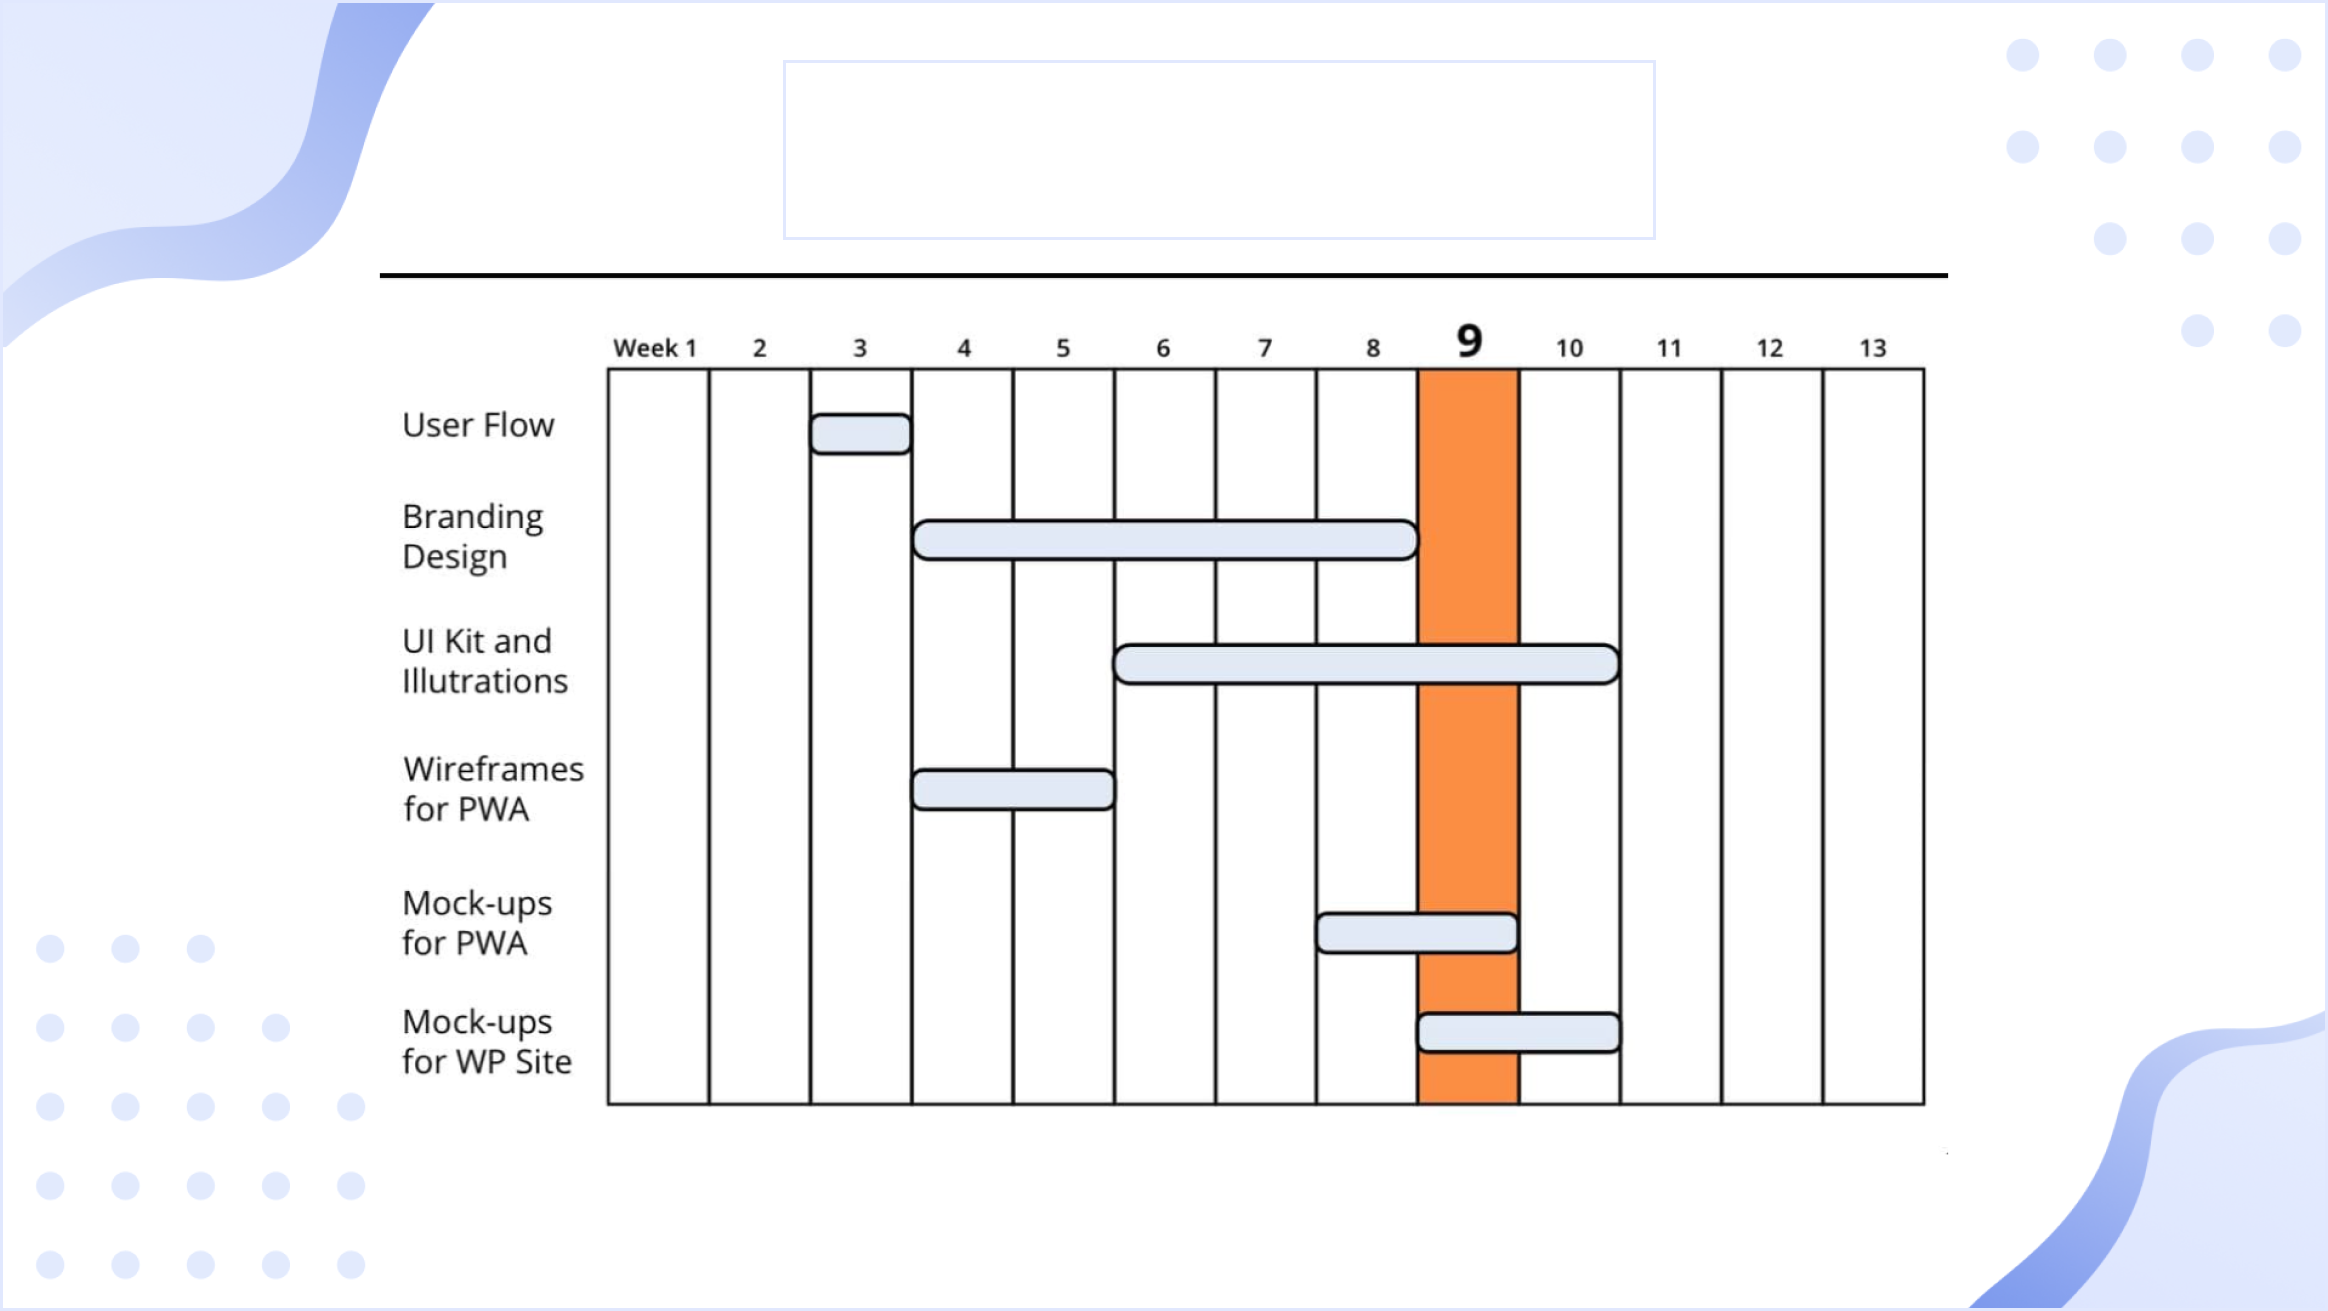 Week 1 2 3 4 5 6 7 8 9 10 11 12 13
User Flow
Branding
Design
UI Kit and
Illutrations
Wireframes
for PWA
Mock-ups
for PWA
Mock-ups
for WP Site